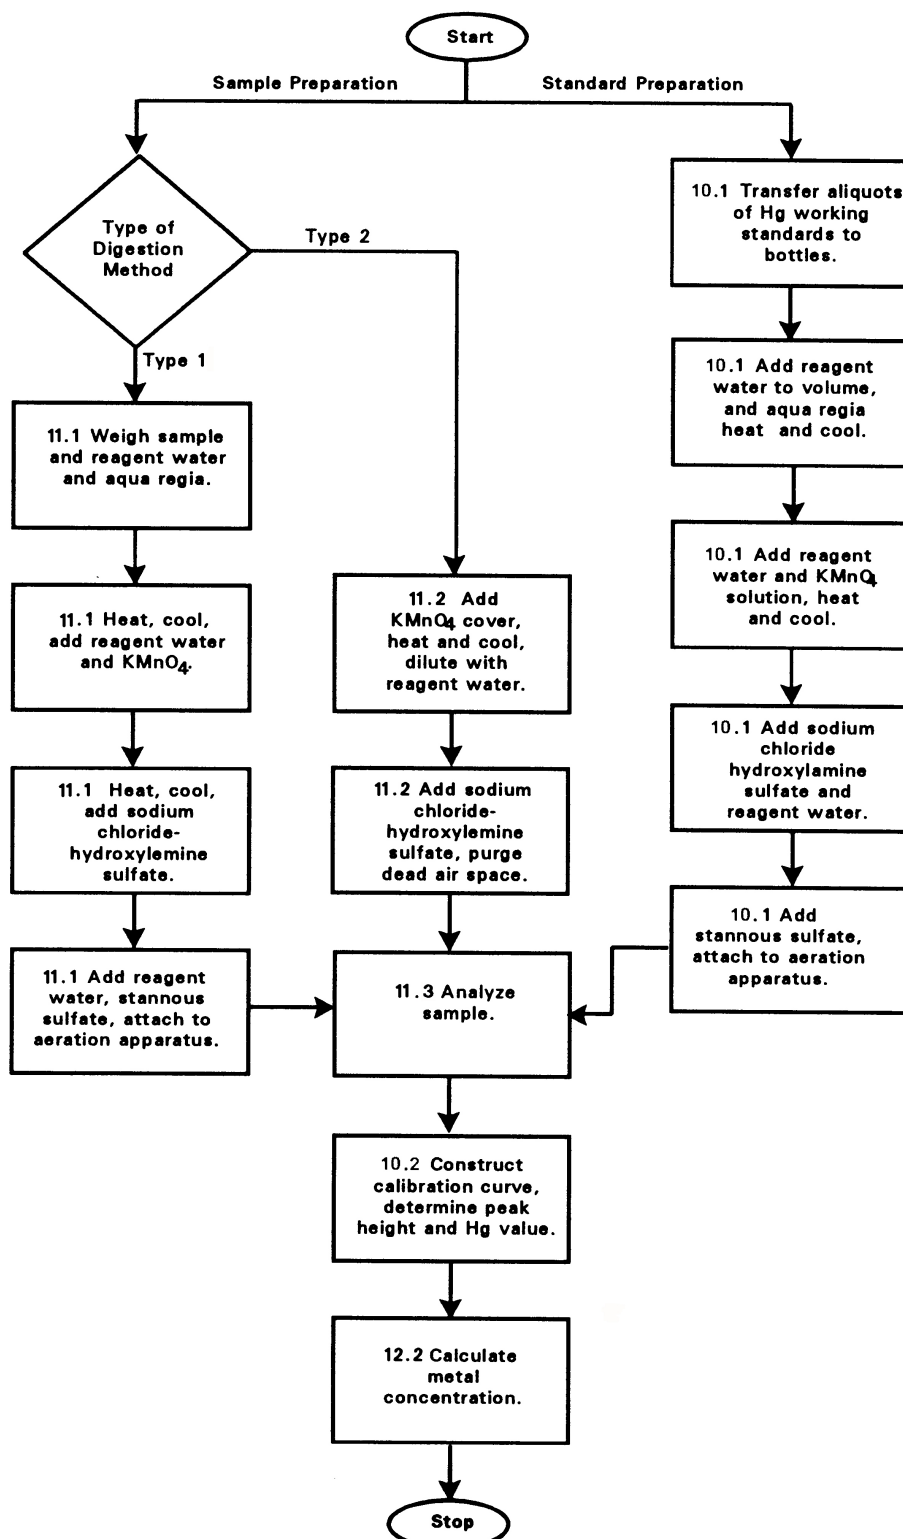 Start
Sample Preparation
Standard Preparation
Type of
Digestion
Method
Type 2
Type 1
11.1 Weigh sample
and reagent water
and aqua regia.
11.1 Heat, cool,
add reagent water
and KMnO4.
11.1 Heat, cool,
add sodium
chloride-
hydroxylemine
sulfate.
11.1 Add reagent
water, stannous
sulfate, attach to
aeration apparatus.
11.2 Add
KMnO4 cover,
heat and cool,
dilute with
reagent water.
11.2 Add sodium
chloride-
hydroxylemine
sulfate, purge
dead air space.
10.1 Transfer aliquots
of Hg working
standards to
bottles.
10.1 Add reagent
water to volume,
and aqua regia
heat and cool.
10.1 Add reagent
water and KMnO4
solution, heat
and cool.
10.1 Add sodium
chloride
hydroxylamine
sulfate and
reagent water.
10.1 Add
stannous sulfate,
attach to aeration
apparatus.
11.3 Analyze
sample.
10.2 Construct
calibration curve,
determine peak
height and Hg value.
12.2 Calculate
metal
concentration.
Stop